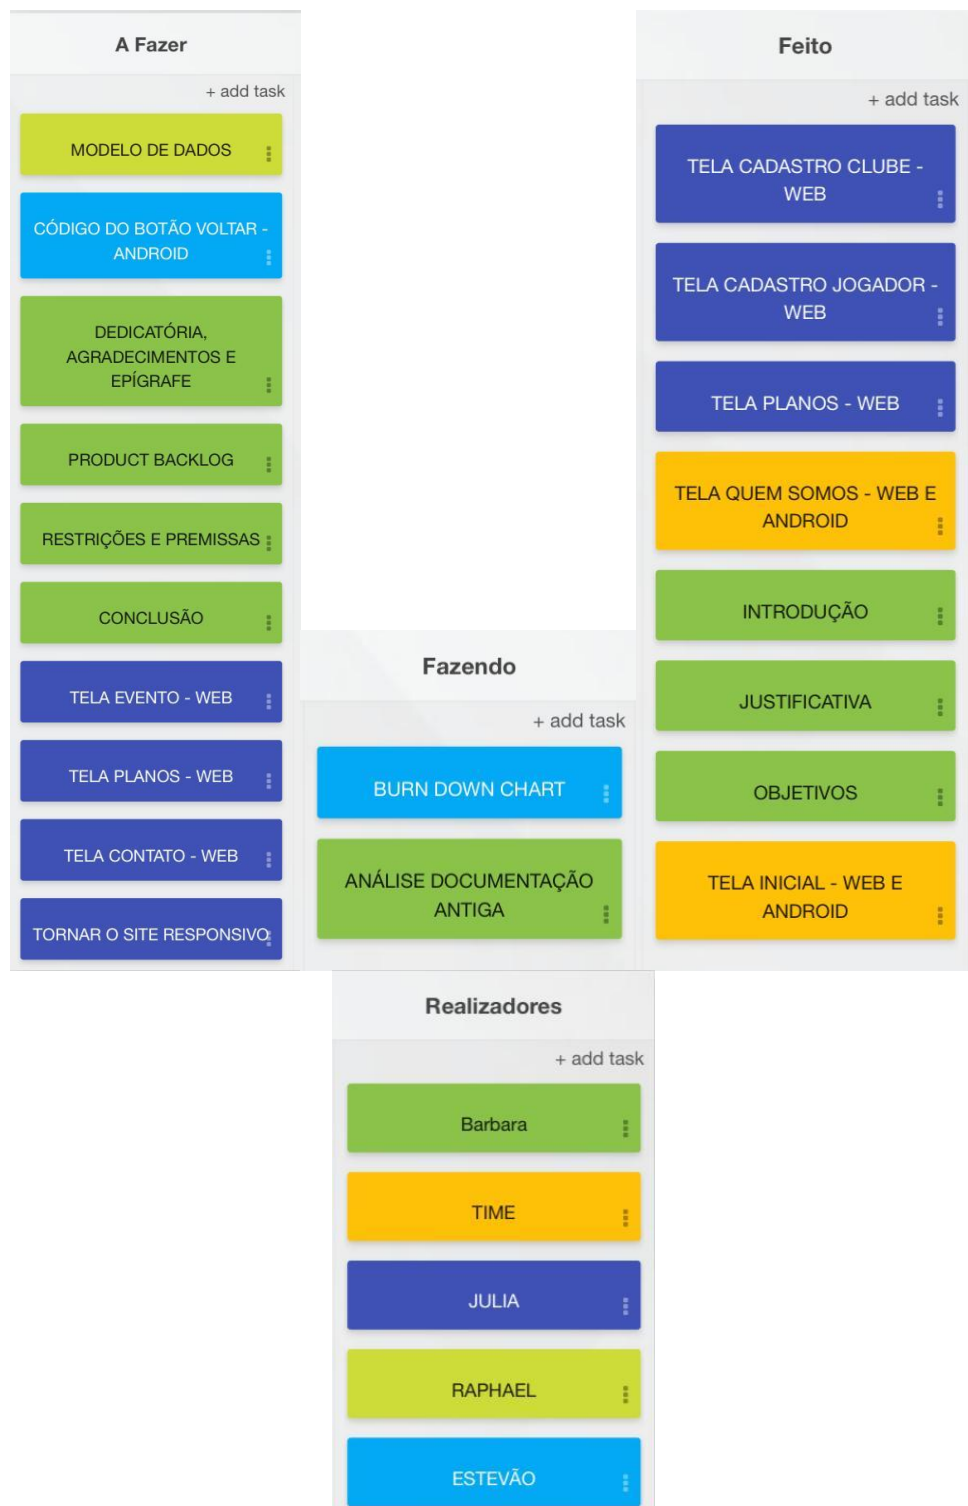 A Fazer
+ add task
MODELO DE DADOS
CÓDIGO DO BOTÃO VOLTAR -
ANDROID
DEDICATÓRIA,
AGRADECIMENTOS E
EPÍGRAFE
PRODUCT BACKLOG
RESTRIÇÕES E PREMISSAS
CONCLUSÃO
TELA EVENTO - WEB
TELA PLANOS - WEB
TELA CONTATO - WEB
TORNAR O SITE RESPONSIVO
Fazendo
+ add task
BURN DOWN CHART
ANÁLISE DOCUMENTAÇÃO
ANTIGA
Feito
+ add task
TELA CADASTRO CLUBE -
WEB
TELA CADASTRO JOGADOR -
WEB
TELA PLANOS - WEB
TELA QUEM SOMOS - WEB E
ANDROID
INTRODUÇÃO
JUSTIFICATIVA
OBJETIVOS
TELA INICIAL - WEB E
ANDROID
Realizadores
+ add task
Barbara
TIME
JULIA
RAPHAEL
ESTEVÃO